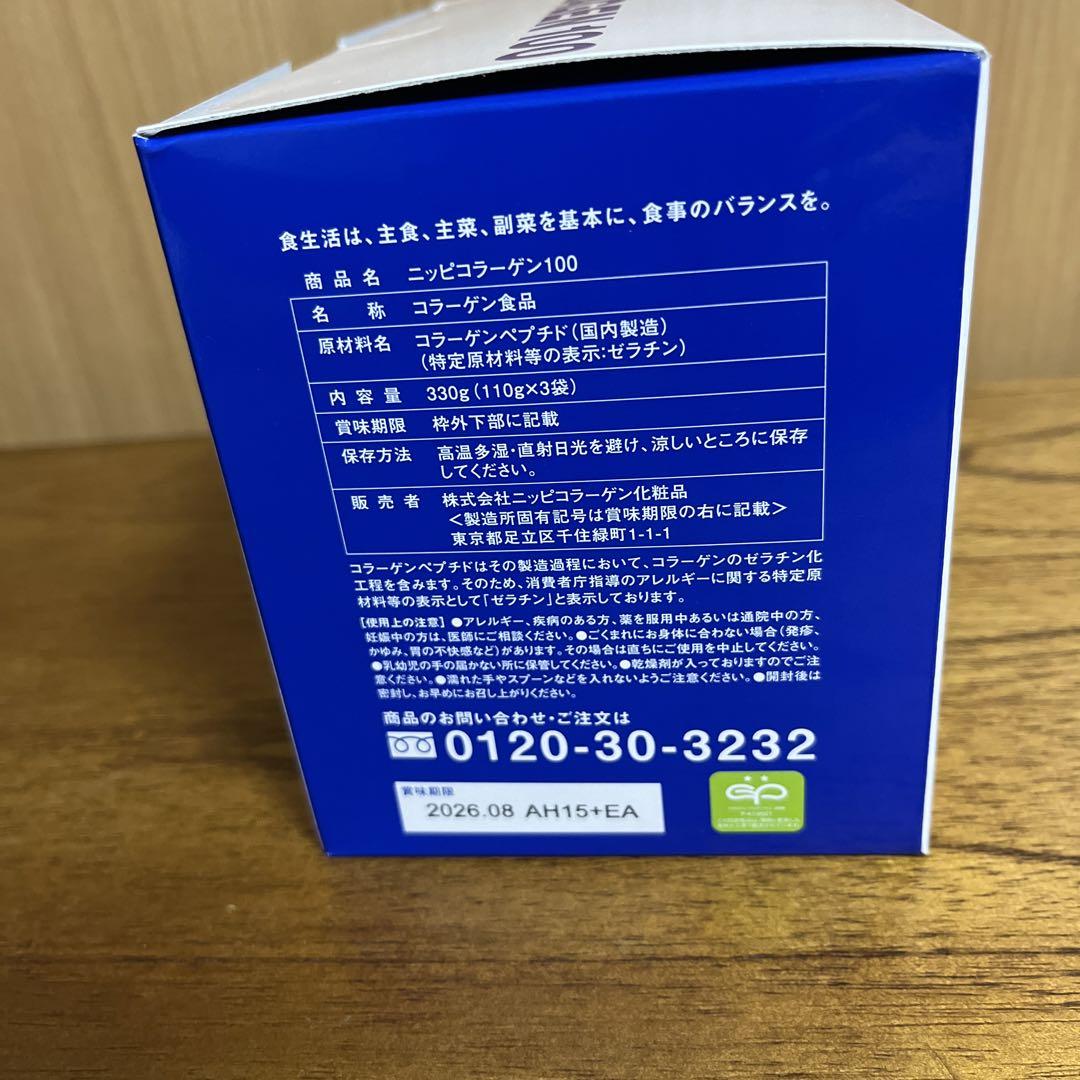 食生活は、主食、主菜、副菜を基本に、食事のバランスを。
商品名 ニッピコラーゲン100
名称 コラーゲン食品
原材料名 コラーゲンペプチド（国内製造）
（特定原材料等の表示：ゼラチン）
内容量 330g（110g×3袋）
賞味期限 枠外下部に記載
保存方法 高温多湿・直射日光を避け、涼しいところに保存
してください。
販売者 株式会社ニッピコラーゲン化粧品
＜製造所固有記号は賞味期限の右に記載＞
東京都足立区千住緑町1-1-1
コラーゲンペプチドはその製造過程において、コラーゲンのゼラチン化
工程を含みます。そのため、消費者庁指導のアレルギーに関する特定原
材料等の表示として「ゼラチン」と表示しております。
［使用上の注意］●アレルギー、疾病のある方、薬を服用中あるいは通院中の方、
妊娠中の方は、医師にご相談ください。●ごくまれにお身体に合わない場合（発疹、
かゆみ、胃の不快感など）があります。その場合は直ちにご使用を中止してください。
●乳幼児の手の届かない所に保管してください。●乾燥剤が入っておりますのでご注
意ください。●濡れた手やスプーンなどを入れないようご注意ください。●開封後は
密封し、お早めにお召し上がりください。
商品のお問い合わせ・ご注文は
0120-30-3232
賞味期限
2026.08 AH15+EA